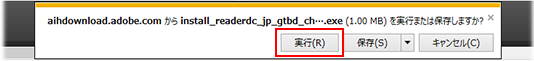 aihdownload.adobe.com から install_readerdc_jp_gtbd_ch….exe (1.00 MB) を実行または保存しますか? ×
実行(R) 保存(S) ▼ キャンセル(C)